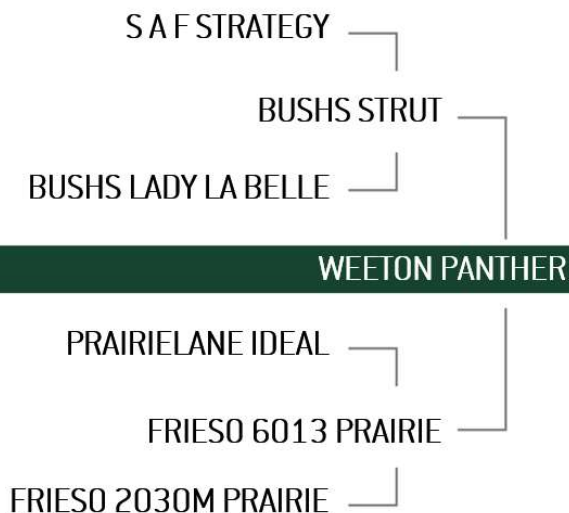 S A F STRATEGY
BUSHS STRUT
BUSHS LADY LA BELLE
WEETON PANTHER
PRAIRIELANE IDEAL
FRIESO 6013 PRAIRIE
FRIESO 2030M PRAIRIE